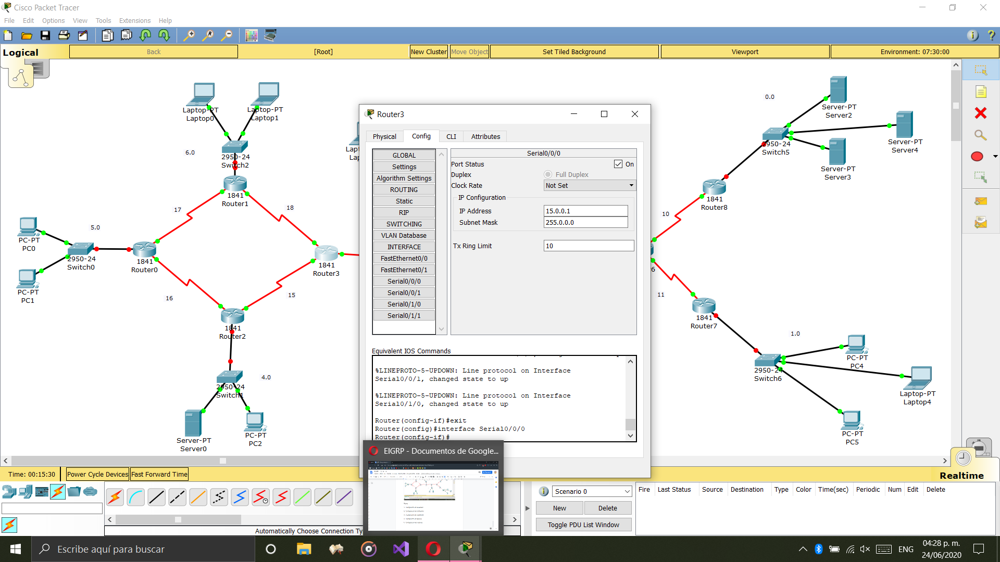 Cisco Packet Tracer
File Edit Options View Tools Extensions Help
Logical
Back
[Root]
New Cluster
Move Object
Set Tiled Background
Viewport
Environment: 07:30:00
Laptop-PT
Laptop0
Laptop-PT
Laptop1
6.0
2950-24
Switch2
1841
Router1
17
18
5.0
PC-PT
PC0
2950-24
Switch0
PC-PT
PC1
1841
Router0
1841
Router3
16
15
1841
Router2
4.0
2950-24
Switch1
Server-PT
Server0
PC-PT
PC2
Router3
Physical
Config
CLI
Attributes
GLOBAL
Settings
Algorithm Settings
ROUTING
Static
RIP
SWITCHING
VLAN Database
INTERFACE
FastEthernet0/0
FastEthernet0/1
Serial0/0/0
Serial0/0/1
Serial0/1/0
Serial0/1/1
Serial0/0/0
Port Status
On
Duplex
Full Duplex
Clock Rate
Not Set
IP Configuration
IP Address
15.0.0.1
Subnet Mask
255.0.0.0
Tx Ring Limit
10
Equivalent IOS Commands
%LINEPROTO-5-UPDOWN: Line protocol on Interface
Serial0/0/1, changed state to up
%LINEPROTO-5-UPDOWN: Line protocol on Interface
Serial0/1/0, changed state to up
Router(config-if)#exit
Router(config)#interface Serial0/0/0
Router(config-if)#
EIGRP - Documentos de Google...
0.0
Server-PT
Server2
Server-PT
Server4
2950-24
Switch5
Server-PT
Server3
1841
Router8
10
6
11
1841
Router7
1.0
2950-24
Switch6
PC-PT
PC4
Laptop-PT
Laptop4
PC-PT
PC5
Time: 00:15:30
Power Cycle Devices
Fast Forward Time
Realtime
Automatically Choose Connection Ty
Scenario 0
New
Delete
Toggle PDU List Window
Fire Last Status Source Destination Type Color Time(sec) Periodic Num Edit Delete
Escribe aquí para buscar
ENG
04:28 p. m.
24/06/2020